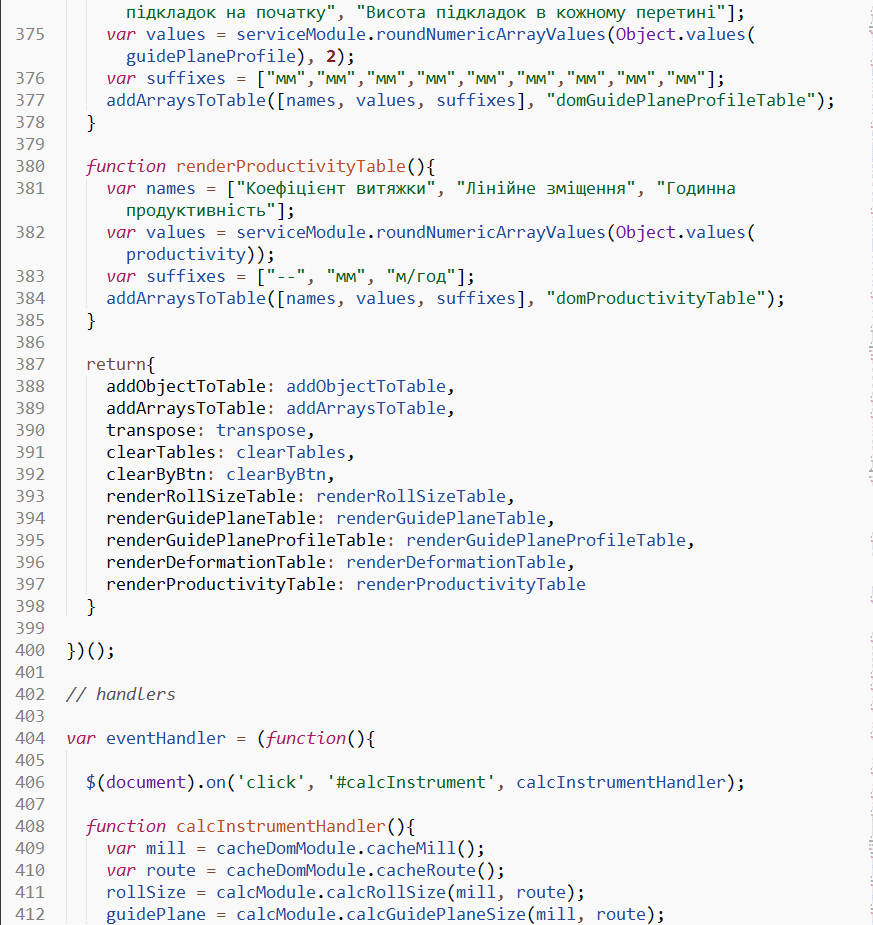 підкладок на початку", "Висота підкладок в кожному перетині"];
375 var values = serviceModule.roundNumericArrayValues(Object.values(
guidePlaneProfile), 2);
376 var suffixes = ["мм","мм","мм","мм","мм","мм","мм","мм","мм"];
377 addArraysToTable([names, values, suffixes], "domGuidePlaneProfileTable");
378 }
379
380 function renderProductivityTable(){
381 var names = ["Коефіцієнт витяжки", "Лінійне зміщення", "Годинна
продуктивність"];
382 var values = serviceModule.roundNumericArrayValues(Object.values(
productivity));
383 var suffixes = ["--", "мм", "м/год"];
384 addArraysToTable([names, values, suffixes], "domProductivityTable");
385 }
386
387 return{
388 addObjectToTable: addObjectToTable,
389 addArraysToTable: addArraysToTable,
390 transpose: transpose,
391 clearTables: clearTables,
392 clearByBtn: clearByBtn,
393 renderRollSizeTable: renderRollSizeTable,
394 renderGuidePlaneTable: renderGuidePlaneTable,
395 renderGuidePlaneProfileTable: renderGuidePlaneProfileTable,
396 renderDeformationTable: renderDeformationTable,
397 renderProductivityTable: renderProductivityTable
398 }
399
400 })();
401
402 // handlers
403
404 var eventHandler = (function(){
405
406 $(document).on('click', '#calcInstrument', calcInstrumentHandler);
407
408 function calcInstrumentHandler(){
409 var mill = cacheDomModule.cacheMill();
410 var route = cacheDomModule.cacheRoute();
411 rollSize = calcModule.calcRollSize(mill, route);
412 guidePlane = calcModule.calcGuidePlaneSize(mill, route);